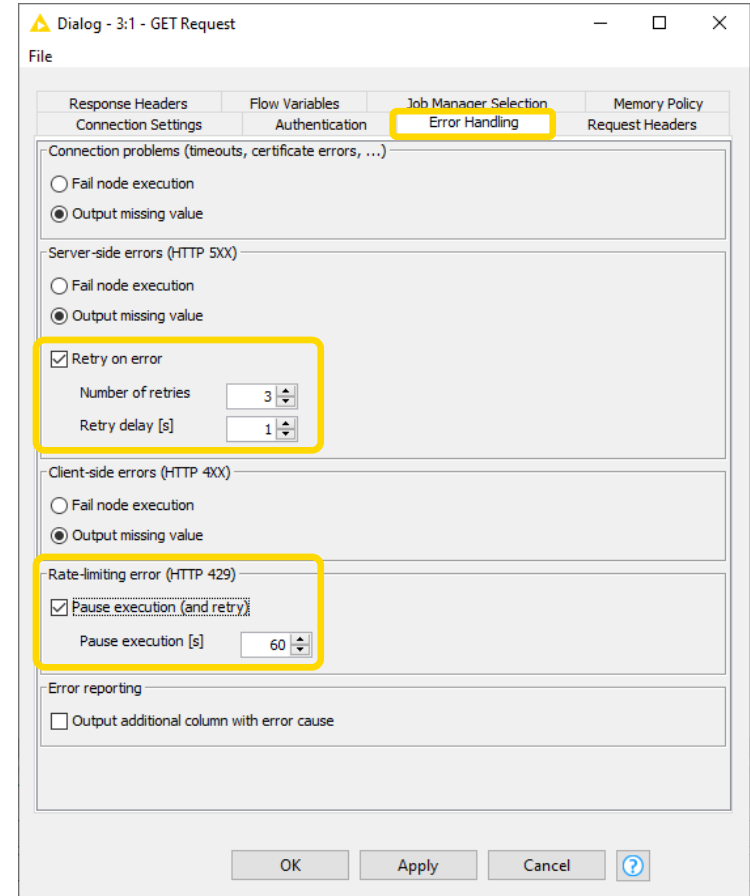 Dialog - 3:1 - GET Request
File
Response Headers Flow Variables Job Manager Selection Memory Policy
Connection Settings Authentication Error Handling Request Headers
Connection problems (timeouts, certificate errors, ...)
Fail node execution
Output missing value
Server-side errors (HTTP 5XX)
Fail node execution
Output missing value
Retry on error
Number of retries 3
Retry delay [s] 1
Client-side errors (HTTP 4XX)
Fail node execution
Output missing value
Rate-limiting error (HTTP 429)
Pause execution (and retry)
Pause execution [s] 60
Error reporting
Output additional column with error cause
OK Apply Cancel ?